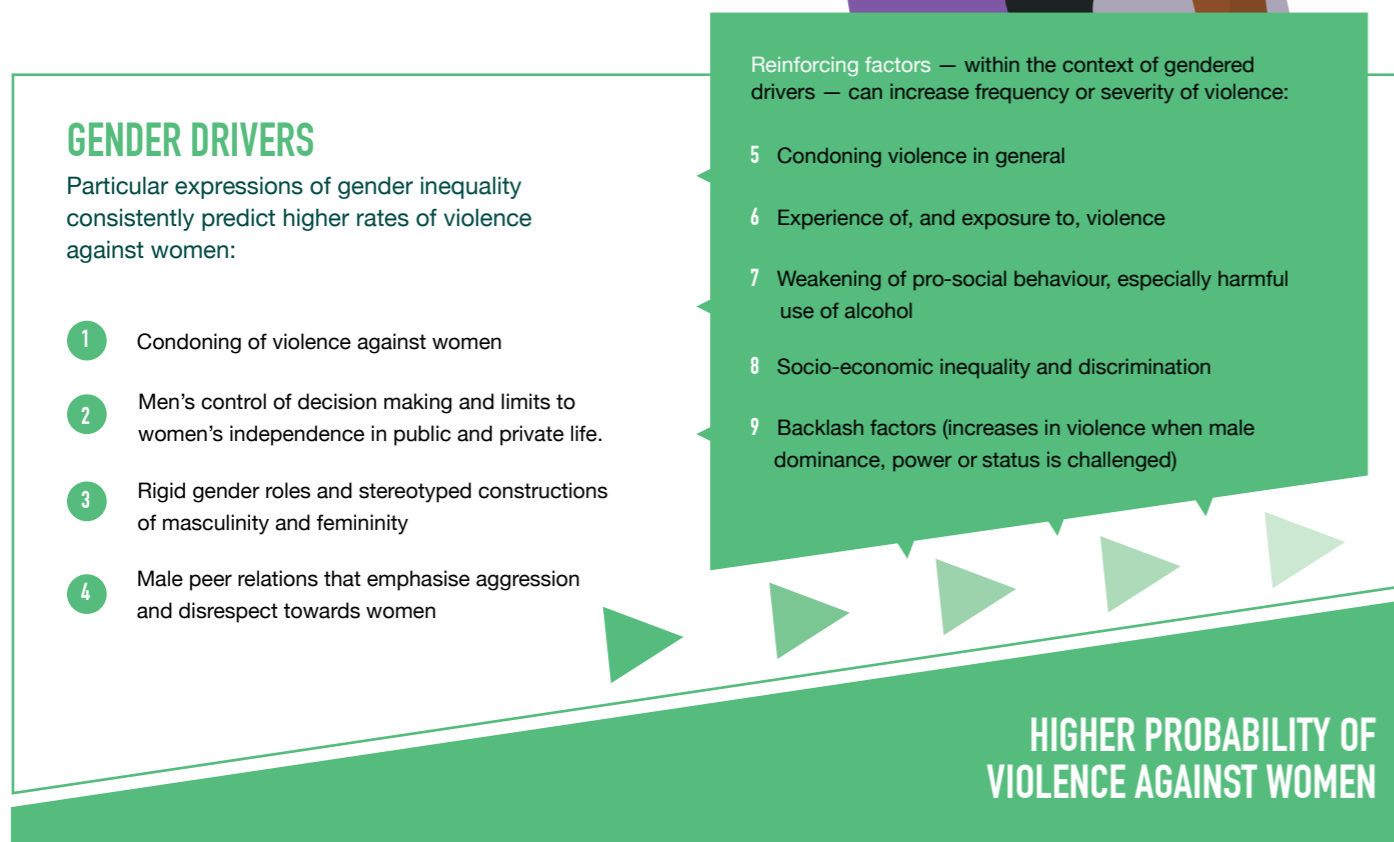 GENDER DRIVERS
Particular expressions of gender inequality
consistently predict higher rates of violence
against women:
1 Condoning of violence against women
2 Men’s control of decision making and limits to
women’s independence in public and private life.
3 Rigid gender roles and stereotyped constructions
of masculinity and femininity
4 Male peer relations that emphasise aggression
and disrespect towards women
Reinforcing factors — within the context of gendered
drivers — can increase frequency or severity of violence:
5 Condoning violence in general
6 Experience of, and exposure to, violence
7 Weakening of pro-social behaviour, especially harmful
use of alcohol
8 Socio-economic inequality and discrimination
9 Backlash factors (increases in violence when male
dominance, power or status is challenged)
HIGHER PROBABILITY OF
VIOLENCE AGAINST WOMEN